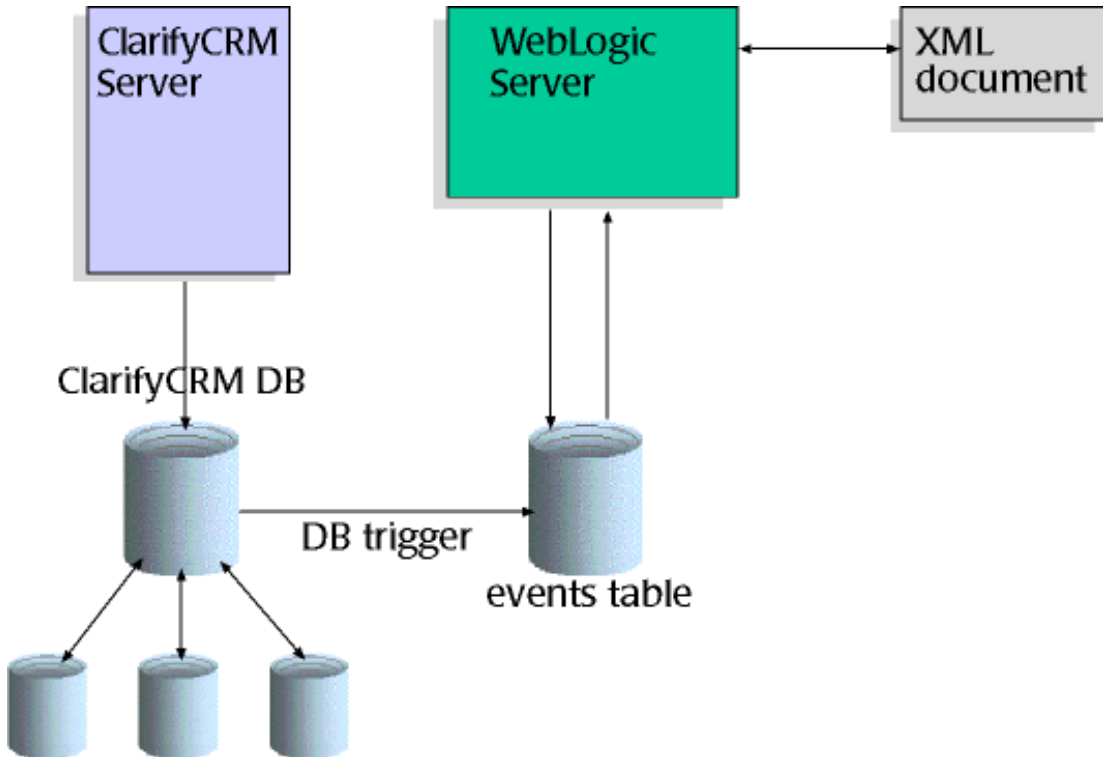 ClarifyCRM
Server
WebLogic
Server
XML
document
ClarifyCRM DB
DB trigger
events table